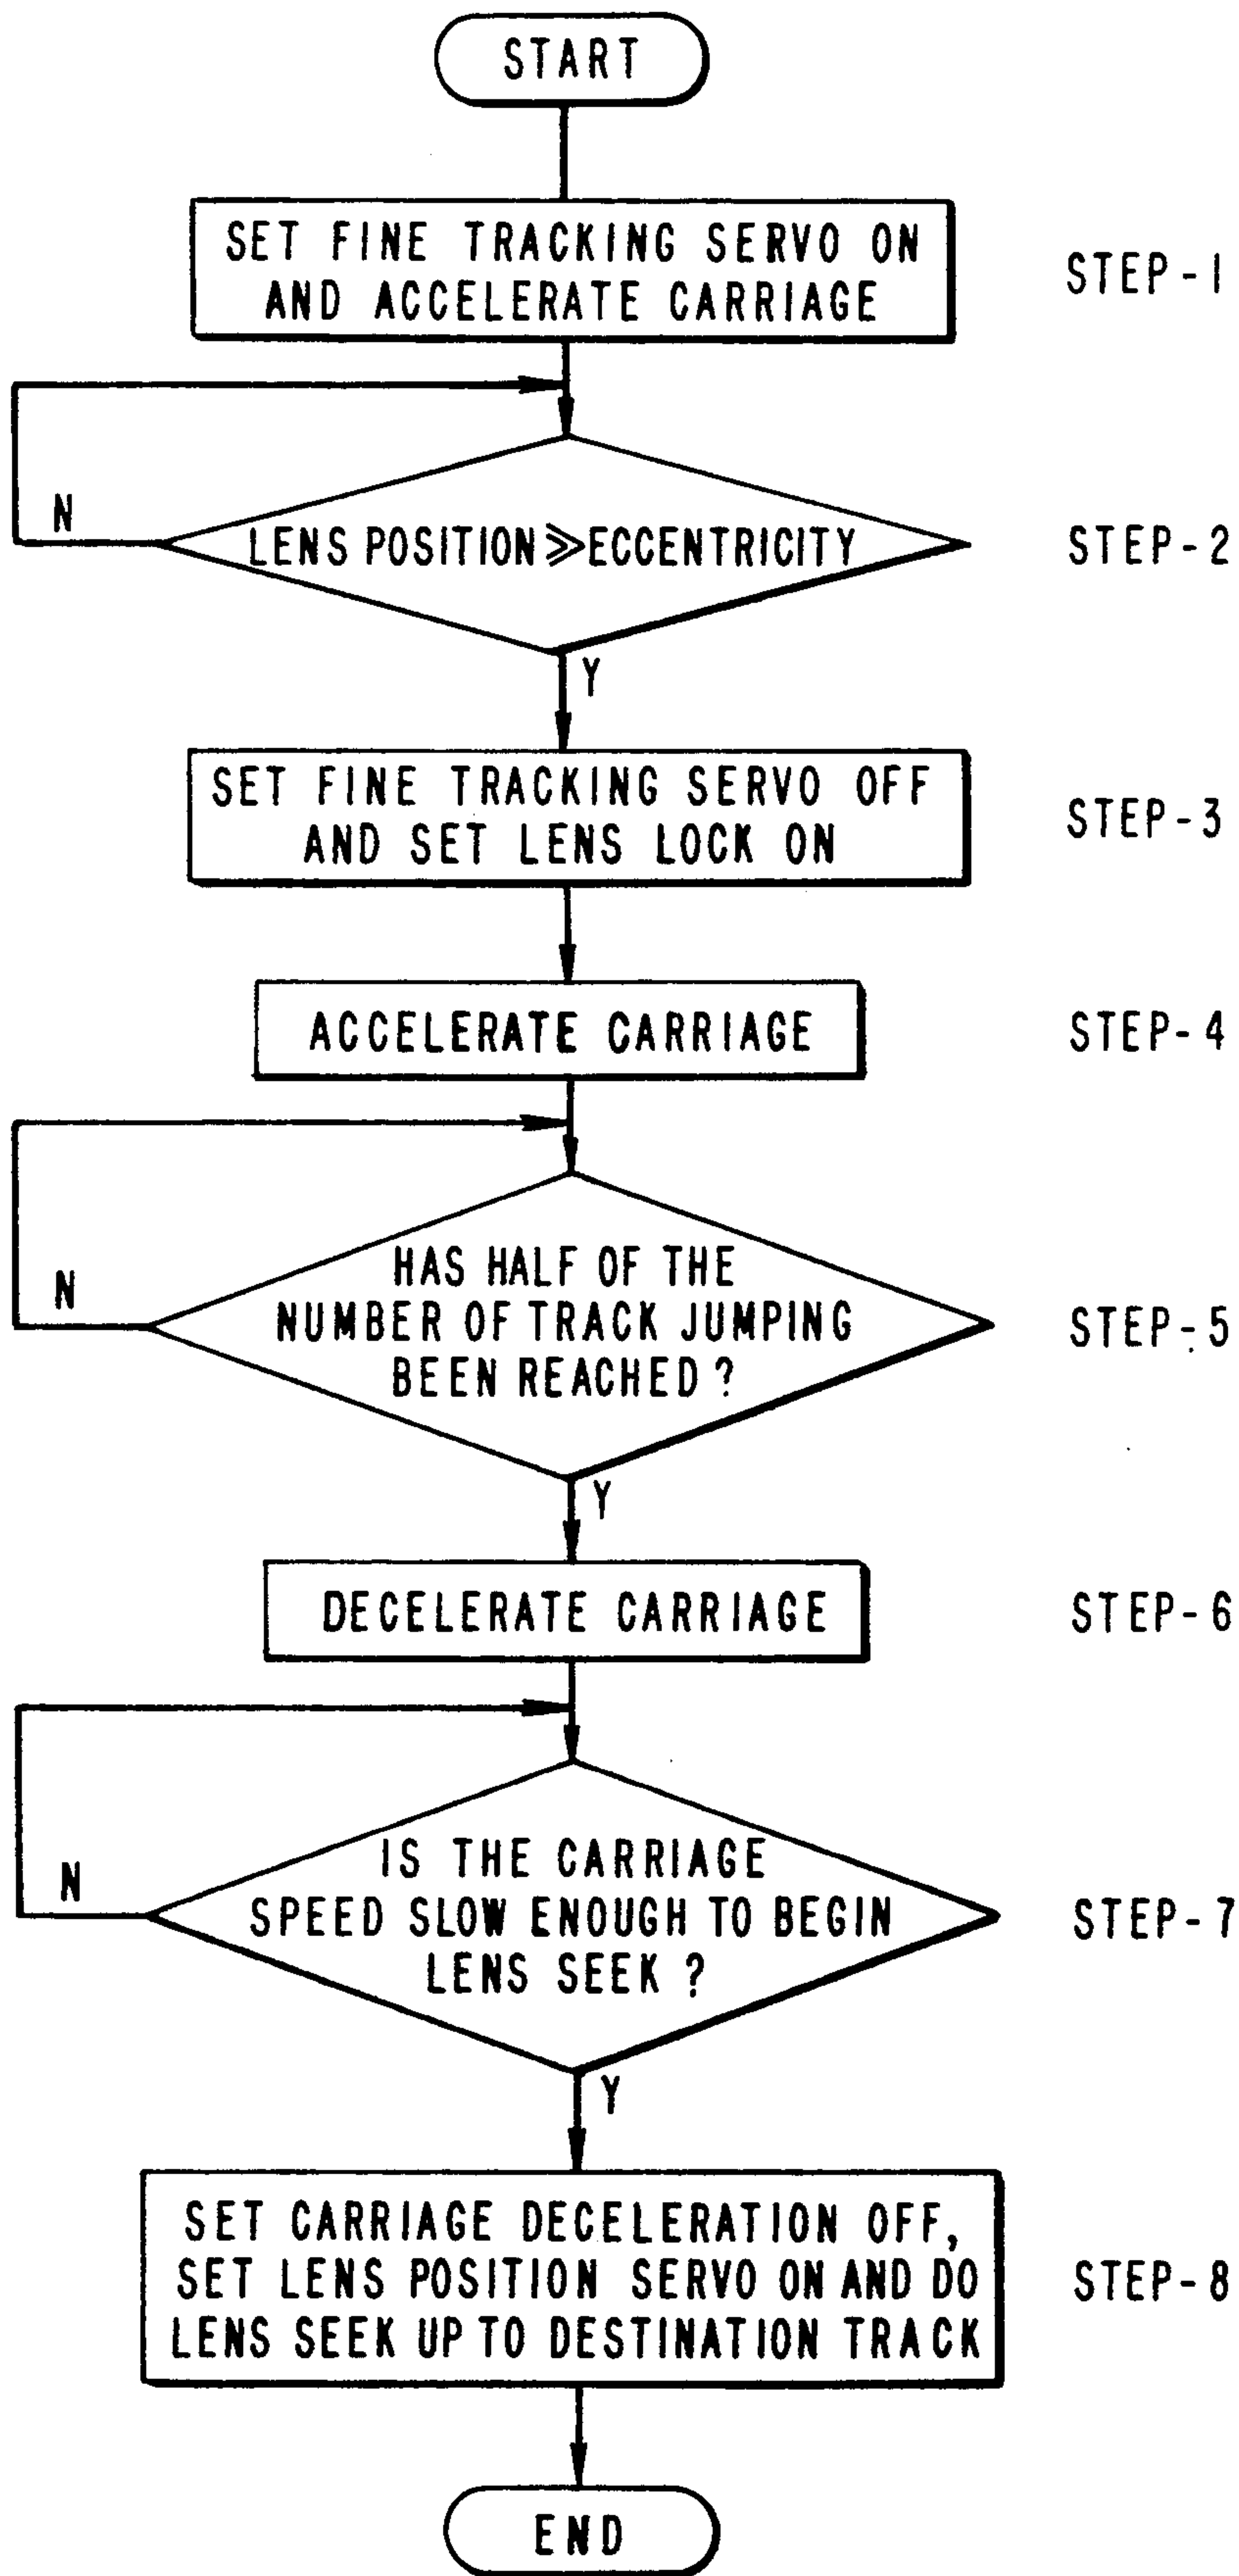 START
SET FINE TRACKING SERVO ON
AND ACCELERATE CARRIAGE
STEP-1
N
LENS POSITION ⩾ ECCENTRICITY
STEP-2
Y
SET FINE TRACKING SERVO OFF
AND SET LENS LOCK ON
STEP-3
ACCELERATE CARRIAGE
STEP-4
HAS HALF OF THE
N
NUMBER OF TRACK JUMPING
BEEN REACHED ?
STEP-5
Y
DECELERATE CARRIAGE
STEP-6
IS THE CARRIAGE
N
SPEED SLOW ENOUGH TO BEGIN
LENS SEEK ?
STEP-7
Y
SET CARRIAGE DECELERATION OFF,
SET LENS POSITION SERVO ON AND DO
LENS SEEK UP TO DESTINATION TRACK
STEP-8
END